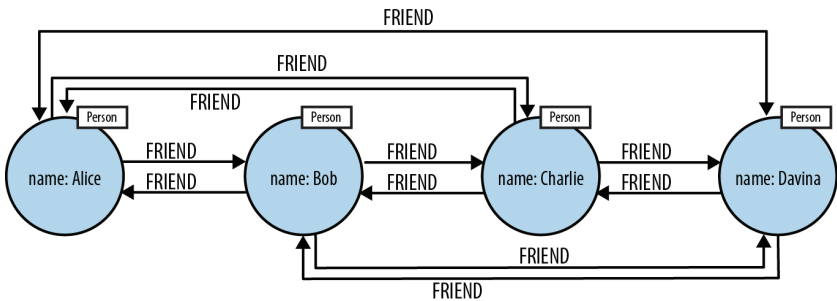 FRIEND
FRIEND
FRIEND
Person
Person
Person
Person
FRIEND
FRIEND
FRIEND
name: Alice
name: Bob
name: Charlie
name: Davina
FRIEND
FRIEND
FRIEND
FRIEND
FRIEND